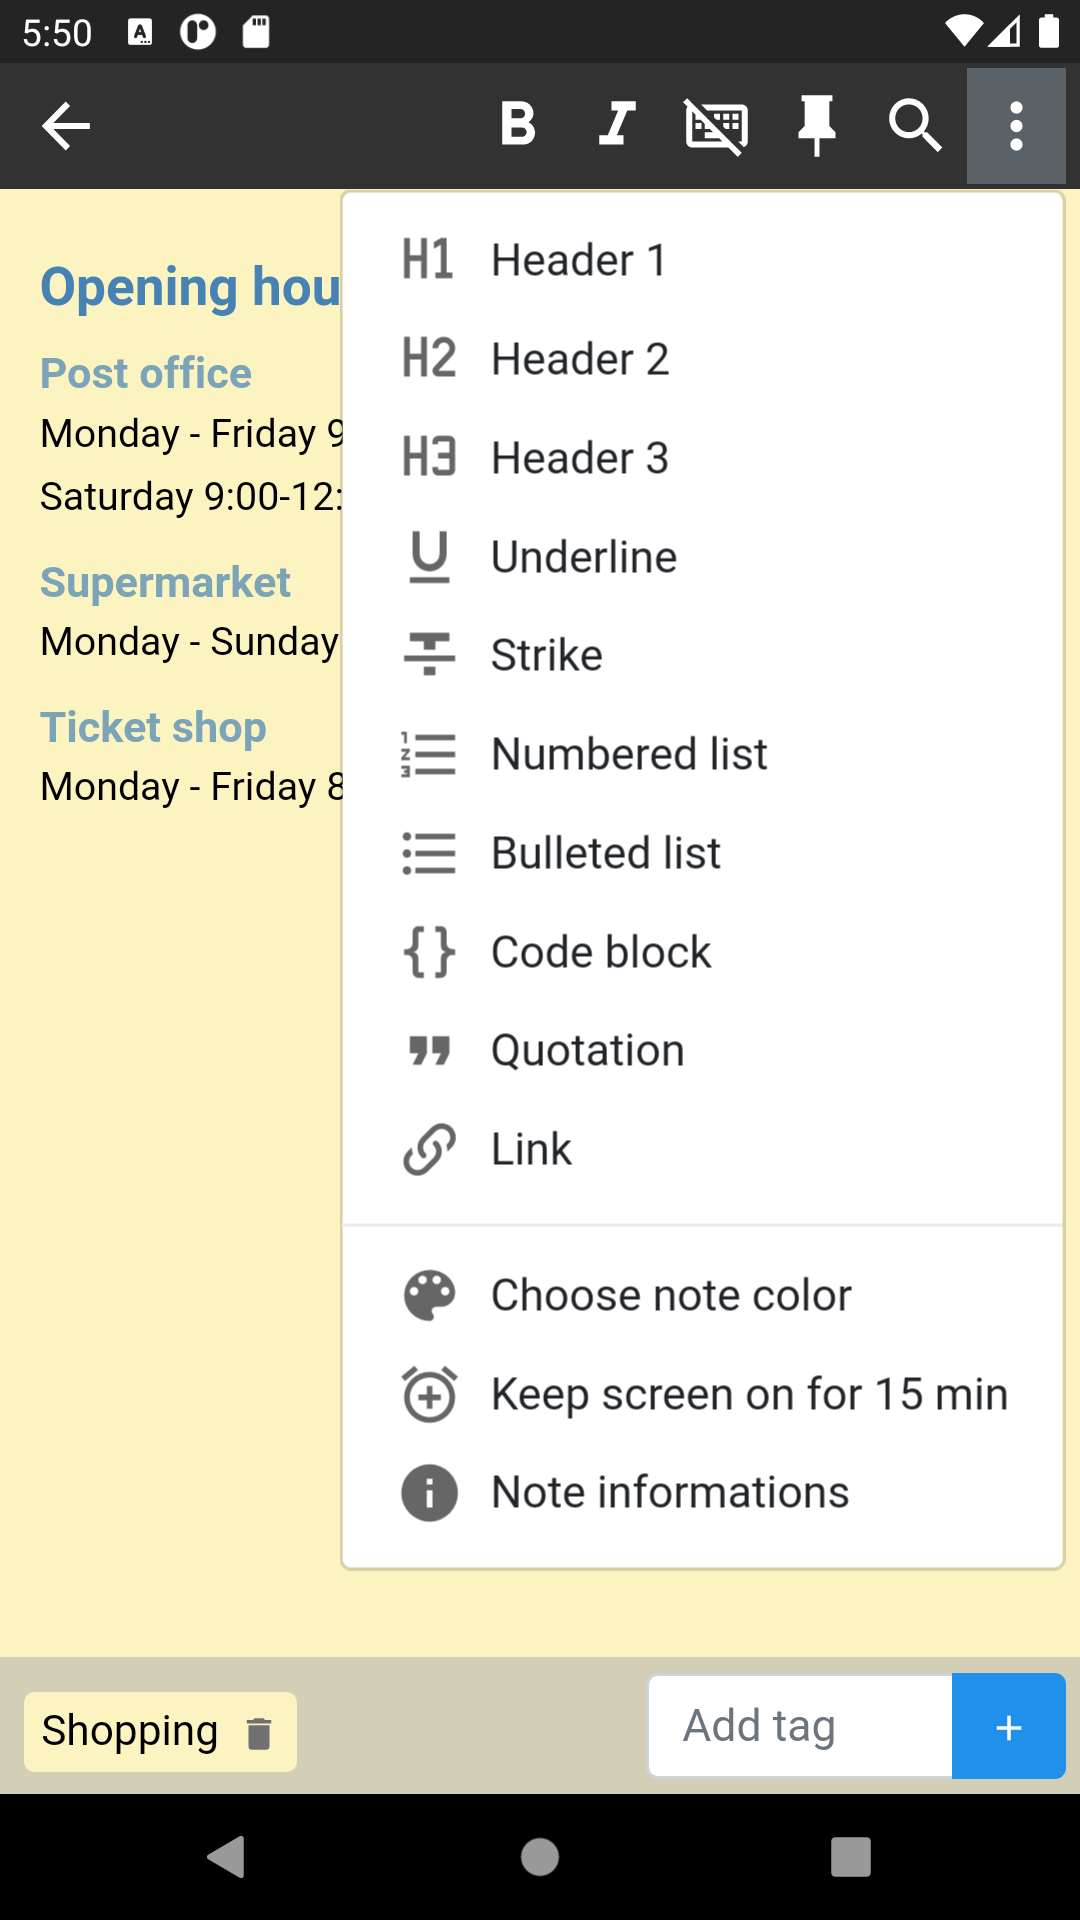 5:50
Opening hou
Post office
Monday - Friday 9
Saturday 9:00-12:
Supermarket
Monday - Sunday
Ticket shop
Monday - Friday 8
H1 Header 1
H2 Header 2
H3 Header 3
Underline
Strike
Numbered list
Bulleted list
Code block
Quotation
Link
Choose note color
Keep screen on for 15 min
Note informations
Shopping
Add tag
+